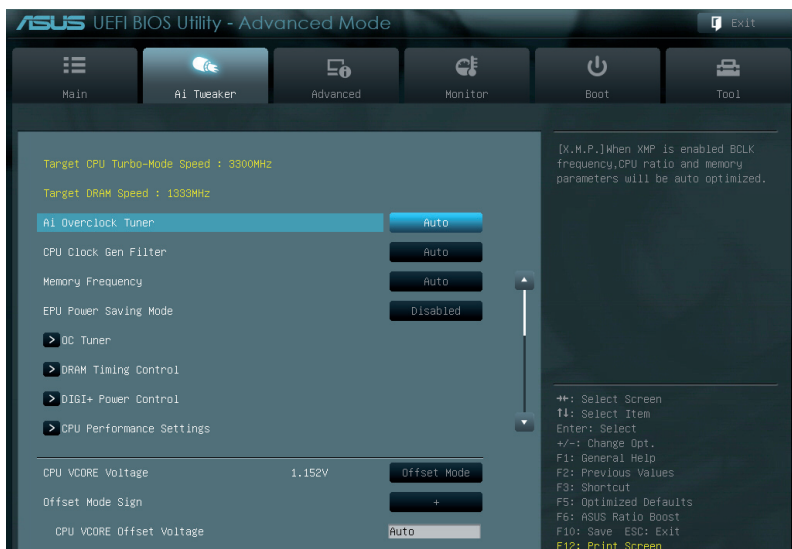 ASUS UEFI BIOS Utility - Advanced Mode
Exit
Main
Ai Tweaker
Advanced
Monitor
Boot
Tool
Target CPU Turbo-Mode Speed : 3300MHz
Target DRAM Speed : 1333MHz
Ai Overclock Tuner Auto
CPU Clock Gen Filter Auto
Memory Frequency Auto
EPU Power Saving Mode Disabled
> OC Tuner
> DRAM Timing Control
> DIGI+ Power Control
> CPU Performance Settings
CPU VCORE Voltage 1.152V Offset Mode
Offset Mode Sign +
CPU VCORE Offset Voltage Auto
[X.M.P.]When XMP is enabled BCLK
frequency,CPU ratio and memory
parameters will be auto optimized.
→←: Select Screen
↑↓: Select Item
Enter: Select
+/-: Change Opt.
F1: General Help
F2: Previous Values
F3: Shortcut
F5: Optimized Defaults
F6: ASUS Ratio Boost
F10: Save ESC: Exit
F12: Print Screen